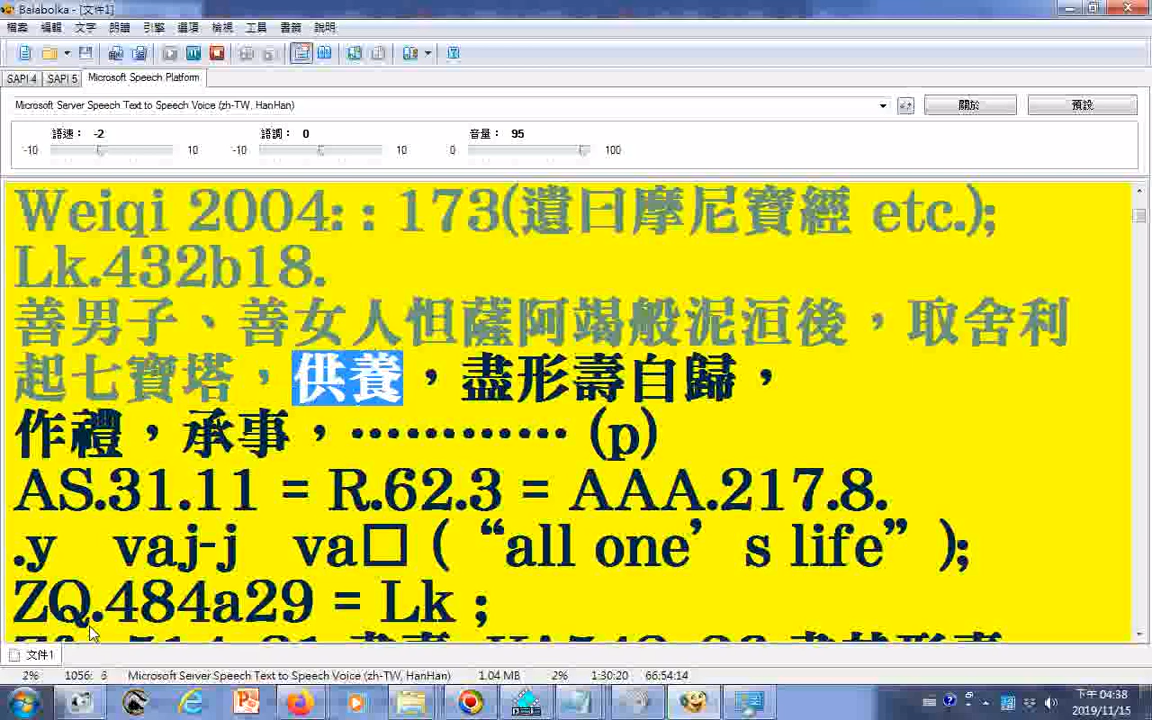 Balabolka - [文件1]
檔案 編輯 文字 朗讀 引擎 選項 檢視 工具 書籤 說明
SAPI 4 SAPI 5 Microsoft Speech Platform
Microsoft Server Speech Text to Speech Voice (zh-TW, HanHan)
關於 預設
語速： -2 語調： 0 音量： 95
-10 10 -10 10 0 100
Weiqi 2004: : 173(遺曰摩尼寶經 etc.);
Lk.432b18.
善男子、善女人怛薩阿竭般泥洹後，取舍利
起七寶塔，供養，盡形壽自歸，
作禮，承事，………… (p)
AS.31.11 = R.62.3 = AAA.217.8.
.y vaj-j va□ ( “all one’ s life” );
ZQ.484a29 = Lk ;
文件1
2% 1056: 6 Microsoft Server Speech Text to Speech Voice (zh-TW, HanHan) 1.04 MB 2% 1:30:20 66:54:14
下午 04:38
2019/11/15